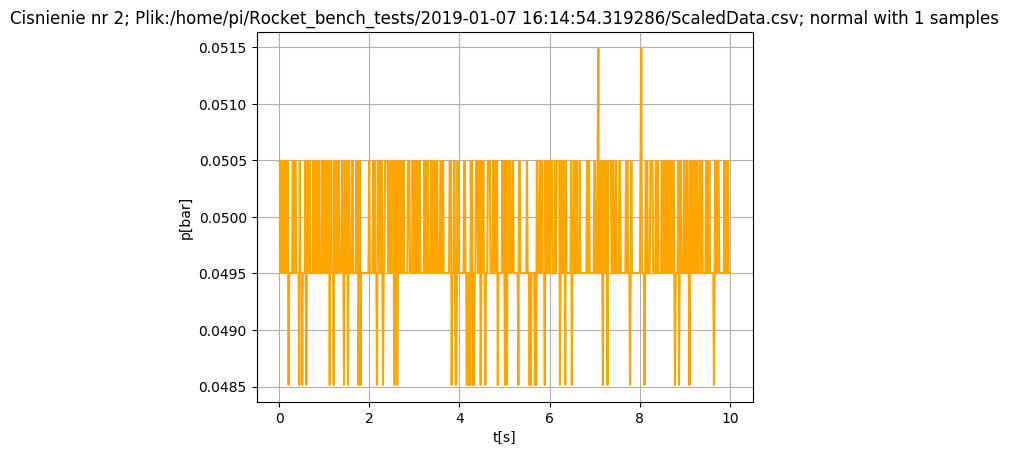 Cisnienie nr 2; Plik:/home/pi/Rocket_bench_tests/2019-01-07 16:14:54.319286/ScaledData.csv; normal with 1 samples
0.0515
0.0510
0.0505
0.0500
0.0495
0.0490
0.0485
p[bar]
0 2 4 6 8 10
t[s]